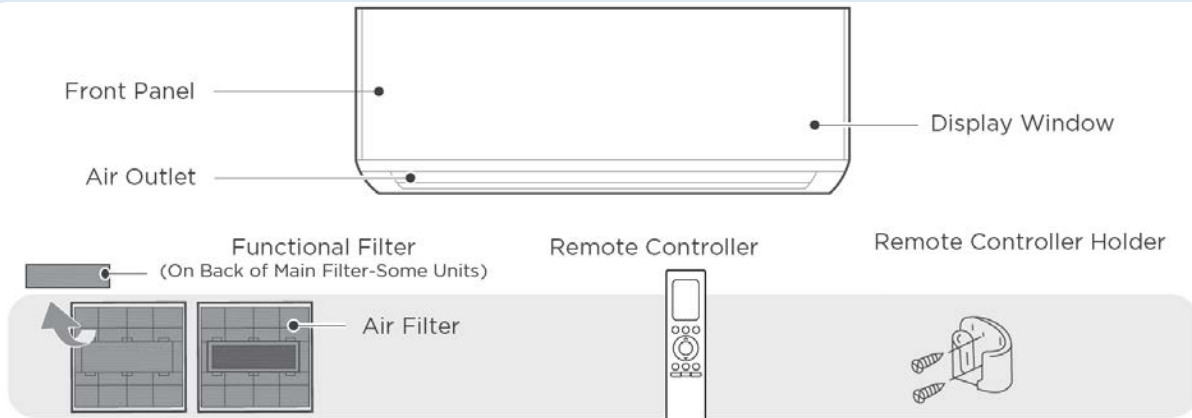 Front Panel
Display Window
Air Outlet
Functional Filter
(On Back of Main Filter-Some Units)
Remote Controller
Remote Controller Holder
Air Filter